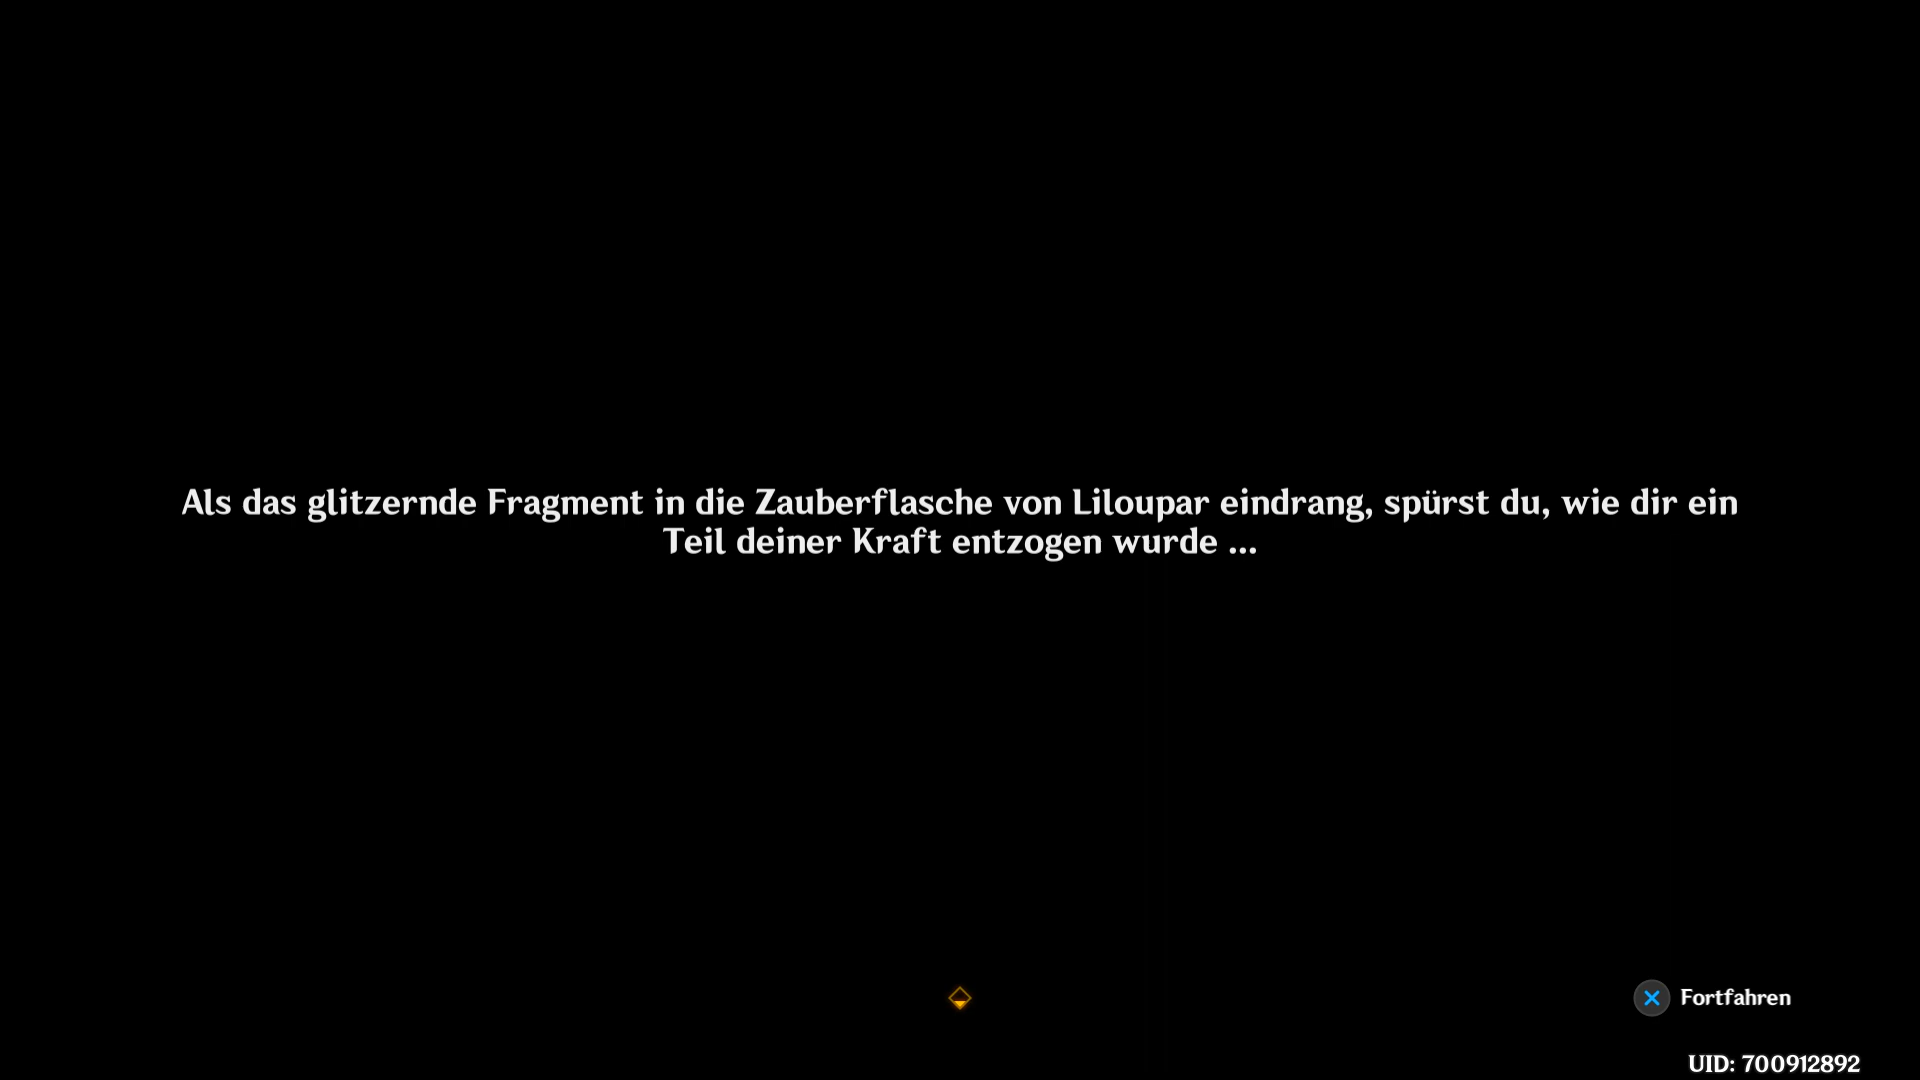 Als das glitzernde Fragment in die Zauberflasche von Liloupar eindrang, spürst du, wie dir ein
Teil deiner Kraft entzogen wurde ...
Fortfahren
UID: 700912892